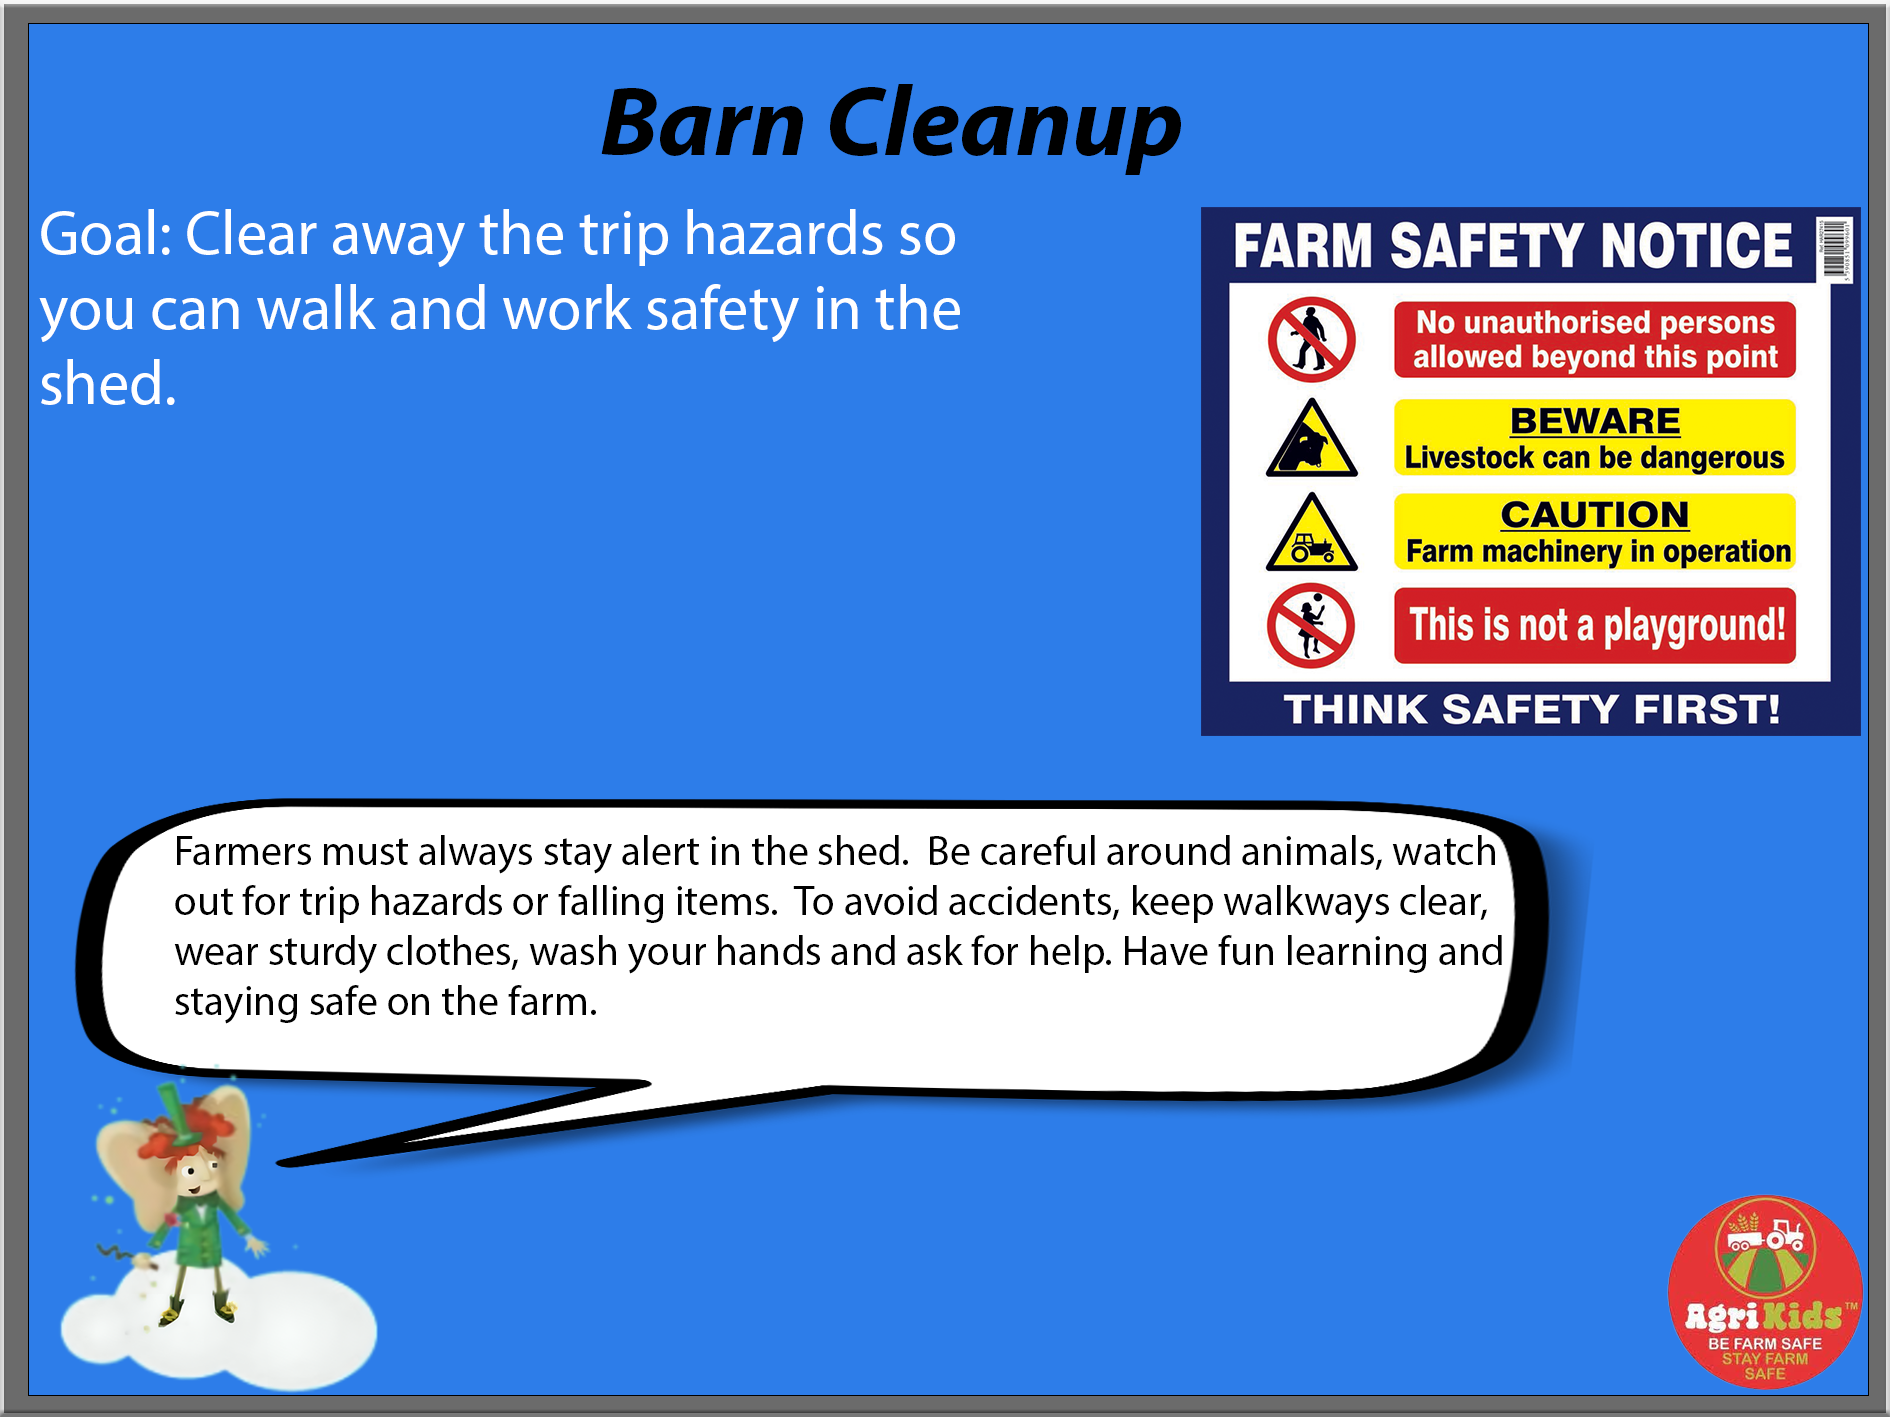 Barn Cleanup
Goal: Clear away the trip hazards so
you can walk and work safety in the
shed.
FARM SAFETY NOTICE
No unauthorised persons
allowed beyond this point
BEWARE
Livestock can be dangerous
CAUTION
Farm machinery in operation
This is not a playground!
THINK SAFETY FIRST!
Farmers must always stay alert in the shed.  Be careful around animals, watch
out for trip hazards or falling items.  To avoid accidents, keep walkways clear,
wear sturdy clothes, wash your hands and ask for help. Have fun learning and
staying safe on the farm.
AgriKids™
BE FARM SAFE
STAY FARM
SAFE